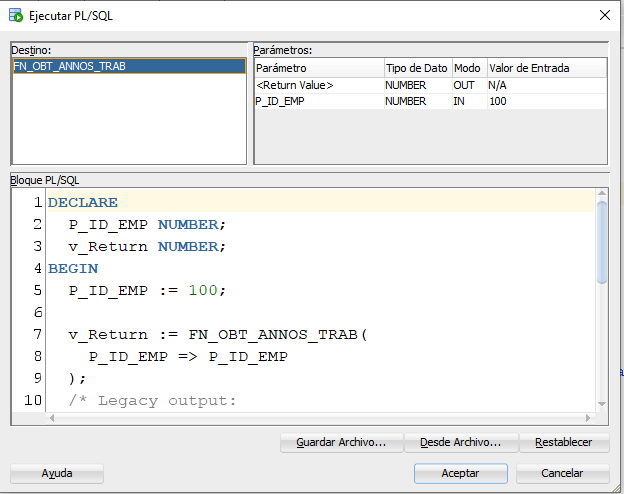 Ejecutar PL/SQL
Destino:
FN_OBT_ANNOS_TRAB
Parámetros:
Parámetro Tipo de Dato Modo Valor de Entrada
<Return Value> NUMBER OUT N/A
P_ID_EMP NUMBER IN 100
Bloque PL/SQL
1 DECLARE
2 P_ID_EMP NUMBER;
3 v_Return NUMBER;
4 BEGIN
5 P_ID_EMP := 100;
6
7 v_Return := FN_OBT_ANNOS_TRAB(
8 P_ID_EMP => P_ID_EMP
9 );
10 /* Legacy output:
Guardar Archivo... Desde Archivo... Restablecer
Ayuda Aceptar Cancelar